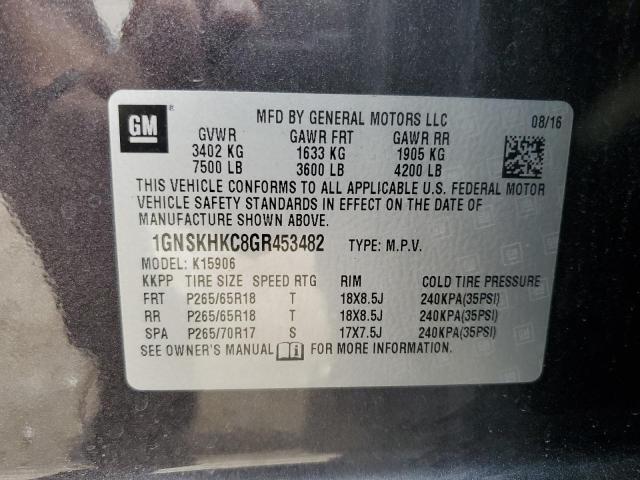 GM ®
MFD BY GENERAL MOTORS LLC 08/16
GVWR GAWR FRT GAWR RR
3402 KG 1633 KG 1905 KG
7500 LB 3600 LB 4200 LB
THIS VEHICLE CONFORMS TO ALL APPLICABLE U.S. FEDERAL MOTOR
VEHICLE SAFETY STANDARDS IN EFFECT ON THE DATE OF
MANUFACTURE SHOWN ABOVE.
1GNSKHKC8GR453482 TYPE: M.P.V.
MODEL: K15906
KKPP TIRE SIZE SPEED RTG RIM COLD TIRE PRESSURE
FRT P265/65R18 T 18X8.5J 240KPA(35PSI)
RR P265/65R18 T 18X8.5J 240KPA(35PSI)
SPA P265/70R17 S 17X7.5J 240KPA(35PSI)
SEE OWNER'S MANUAL FOR MORE INFORMATION.